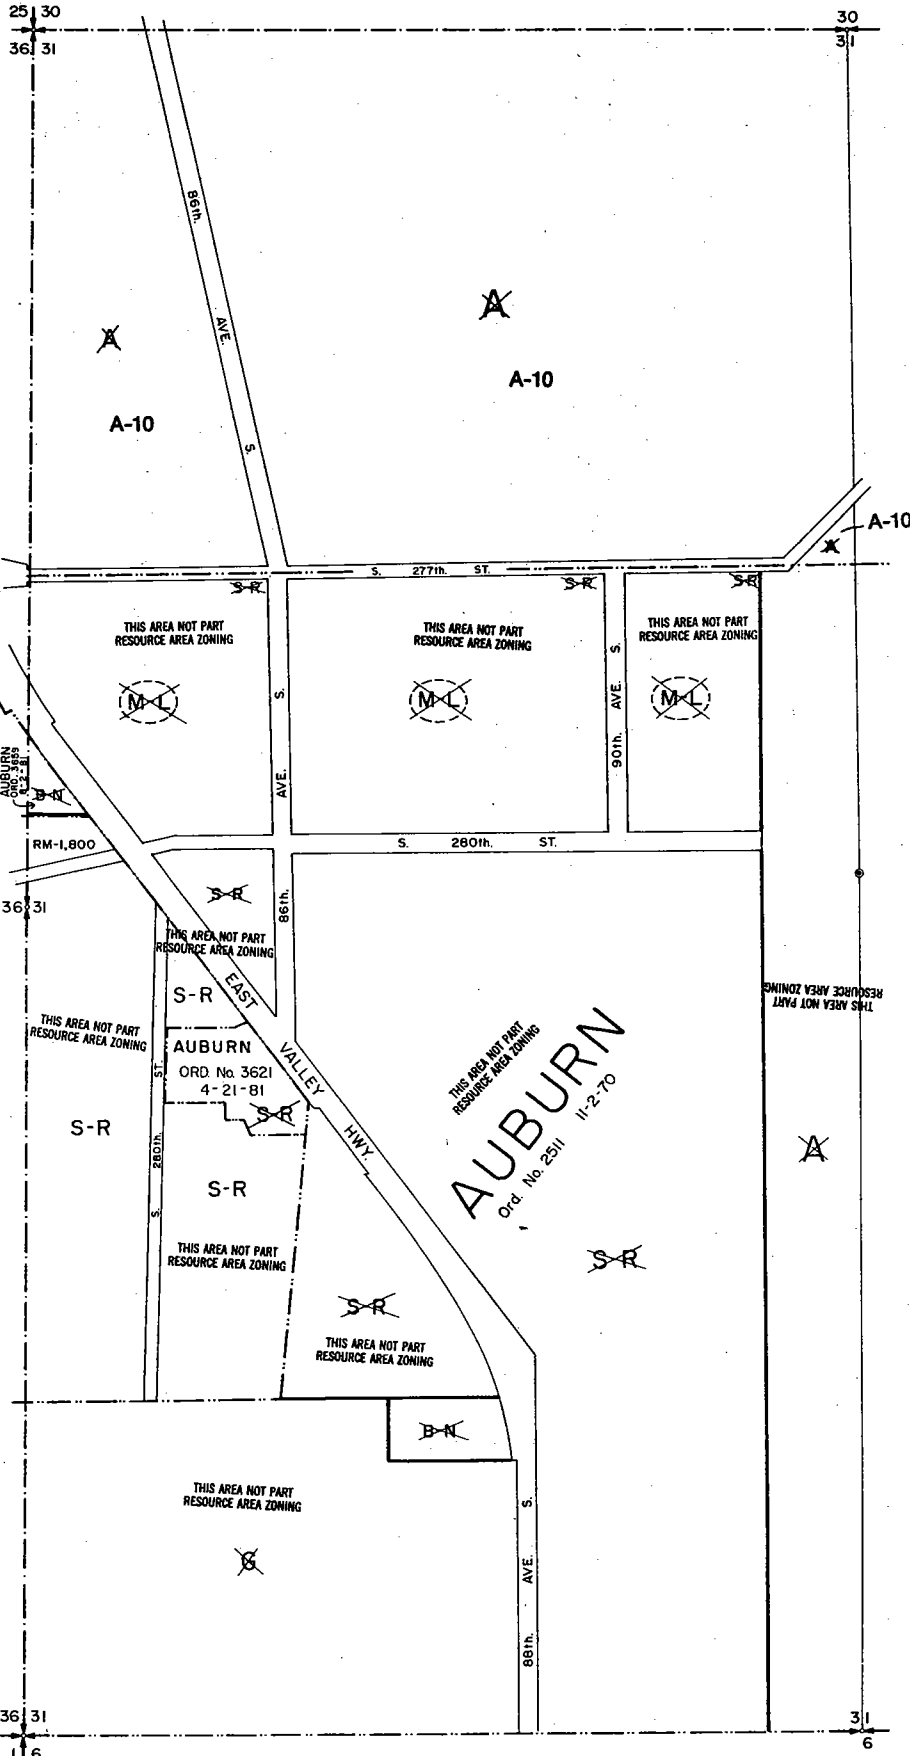 25 30
36 31
30
31
86th.
AVE.
S.
A
A-10
A
A-10
A
A-10
S. 277th. ST.
S-R
S-R
S-R
THIS AREA NOT PART
RESOURCE AREA ZONING
THIS AREA NOT PART
RESOURCE AREA ZONING
THIS AREA NOT PART
RESOURCE AREA ZONING
M-L
M-L
M-L
S.
AVE.
86th.
90th. AVE. S.
AUBURN
ORD. 3659
B-N
RM-1,800
S. 280th. ST.
36 31
S-R
THIS AREA NOT PART
RESOURCE AREA ZONING
S-R
EAST
VALLEY
HWY.
THIS AREA NOT PART
RESOURCE AREA ZONING
AUBURN
ORD. No. 3621
4-21-81
S-R
S-R
S. 280th. ST.
S-R
THIS AREA NOT PART
RESOURCE AREA ZONING
THIS AREA NOT PART
RESOURCE AREA ZONING
AUBURN
Ord. No. 2511 11-2-70
THIS AREA NOT PART
RESOURCE AREA ZONING
A
S-R
S-R
THIS AREA NOT PART
RESOURCE AREA ZONING
B-N
THIS AREA NOT PART
RESOURCE AREA ZONING
G
88th. AVE. S.
36 31
1 6
31
6